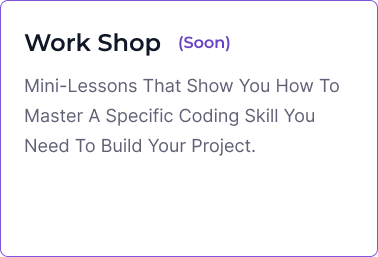 Work Shop (Soon)
Mini-Lessons That Show You How To
Master A Specific Coding Skill You
Need To Build Your Project.